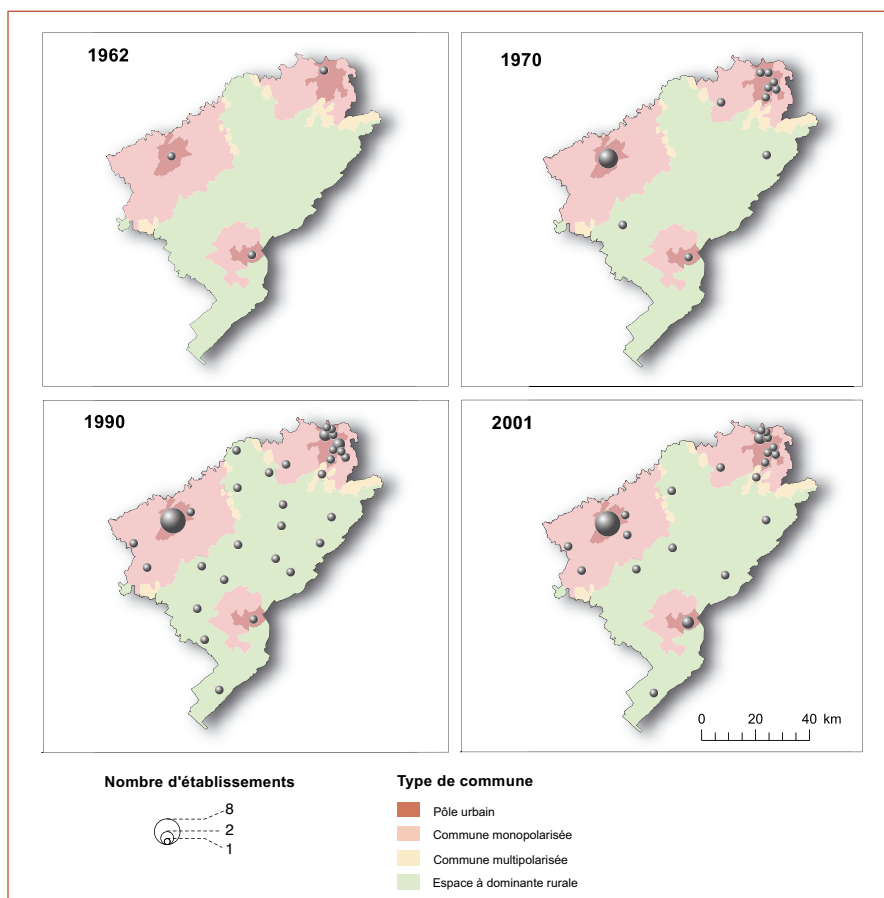 1962
1970
1990
2001
0 20 40 km
Nombre d'établissements
8
2
1
Type de commune
Pôle urbain
Commune monopolarisée
Commune multipolarisée
Espace à dominante rurale